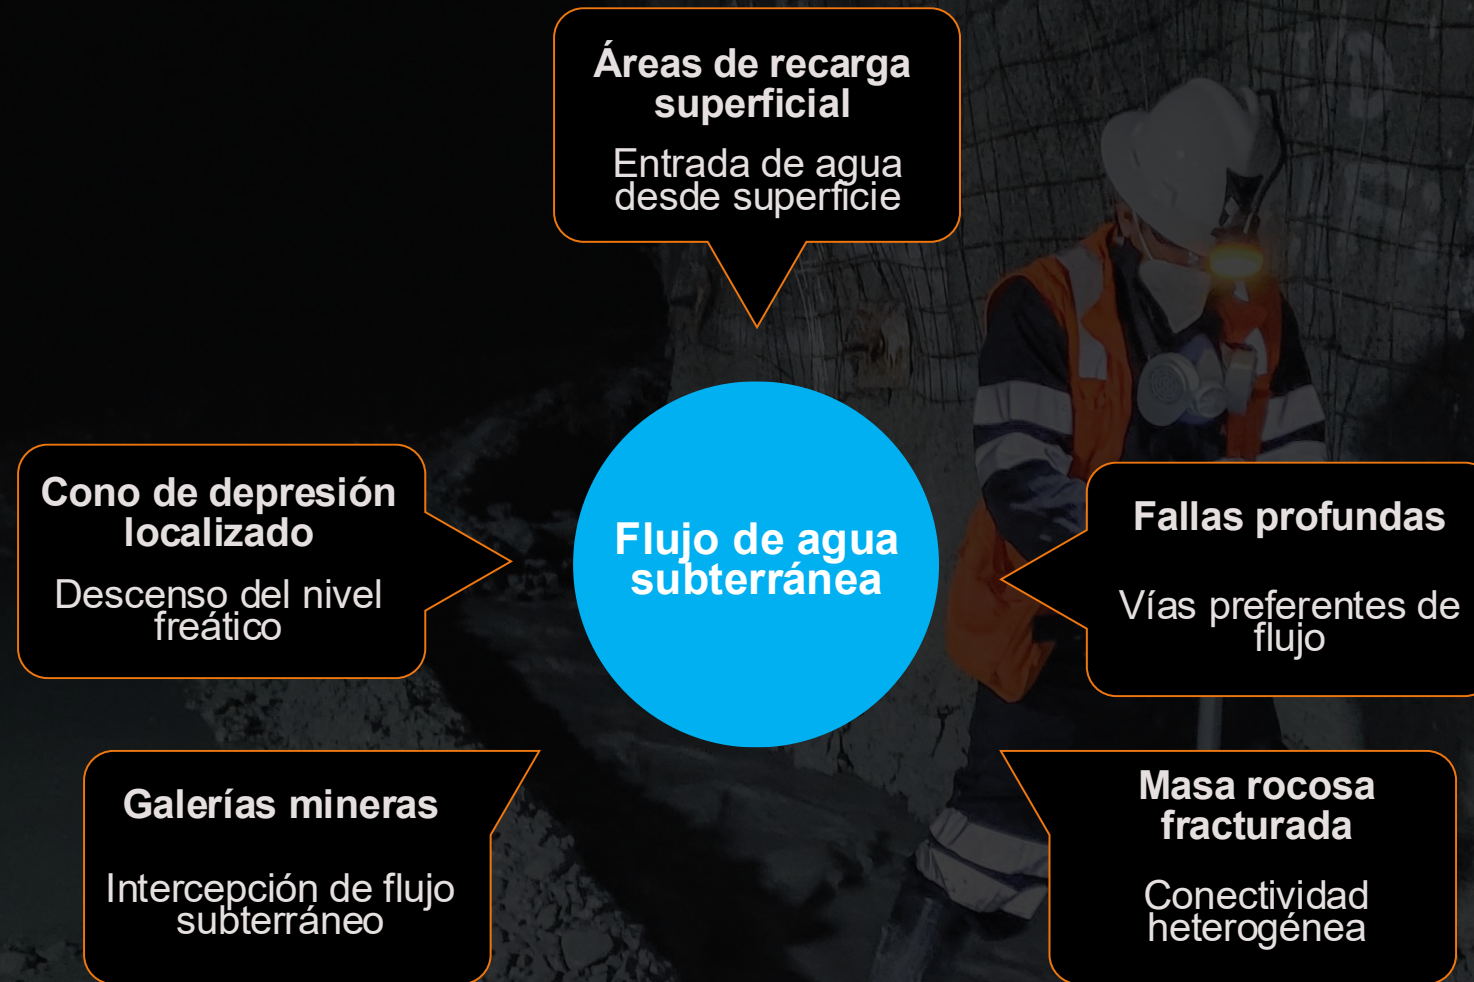 Áreas de recarga
superficial
Entrada de agua
desde superficie
Cono de depresión
localizado
Descenso del nivel
freático
Flujo de agua
subterránea
Fallas profundas
Vías preferentes de
flujo
Galerías mineras
Intercepción de flujo
subterráneo
Masa rocosa
fracturada
Conectividad
heterogénea